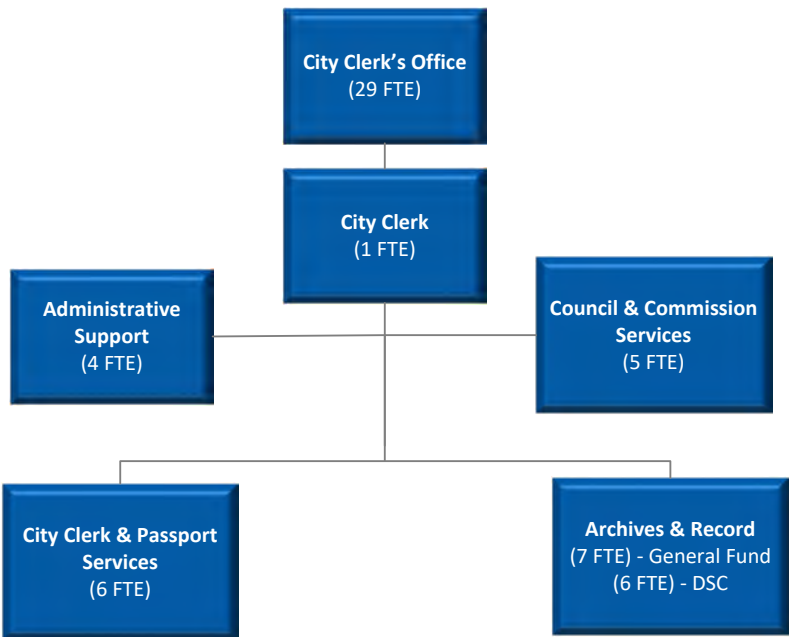 City Clerk's Office
(29 FTE)
City Clerk
(1 FTE)
Administrative
Support
(4 FTE)
Council & Commission
Services
(5 FTE)
City Clerk & Passport
Services
(6 FTE)
Archives & Record
(7 FTE) - General Fund
(6 FTE) - DSC